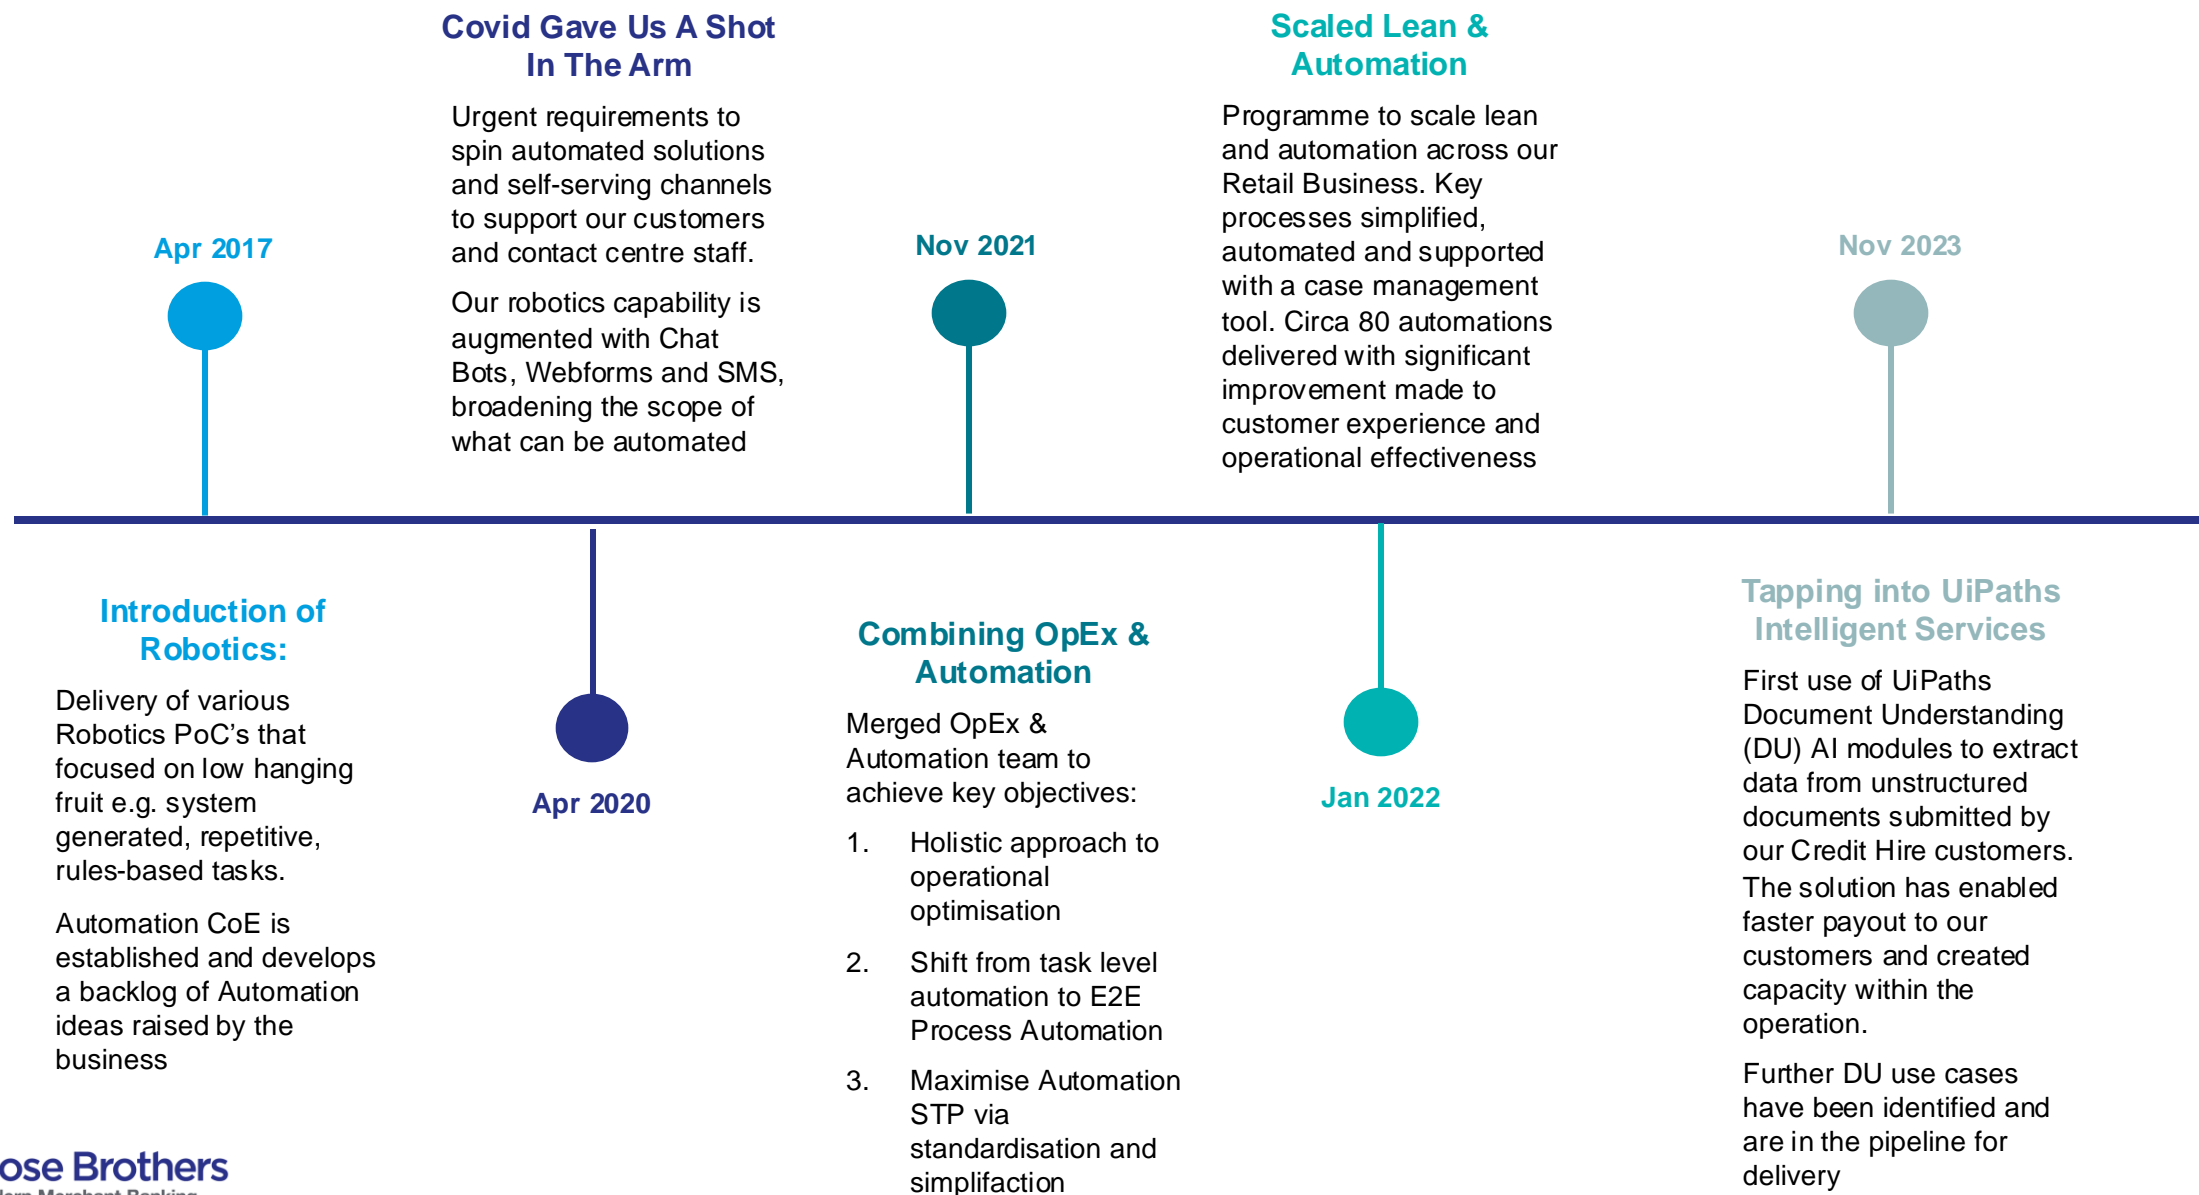 Covid Gave Us A Shot
In The Arm
Urgent requirements to
spin automated solutions
and self-serving channels
to support our customers
and contact centre staff.
Our robotics capability is
augmented with Chat
Bots, Webforms and SMS,
broadening the scope of
what can be automated
Scaled Lean &
Automation
Programme to scale lean
and automation across our
Retail Business. Key
processes simplified,
automated and supported
with a case management
tool. Circa 80 automations
delivered with significant
improvement made to
customer experience and
operational effectiveness
Apr 2017
Nov 2021
Nov 2023
Introduction of
Robotics:
Delivery of various
Robotics PoC's that
focused on low hanging
fruit e.g. system
generated, repetitive,
rules-based tasks.
Automation CoE is
established and develops
a backlog of Automation
ideas raised by the
business
Apr 2020
Combining OpEx &
Automation
Merged OpEx &
Automation team to
achieve key objectives:
1. Holistic approach to
operational
optimisation
2. Shift from task level
automation to E2E
Process Automation
3. Maximise Automation
STP via
standardisation and
simplifaction
Jan 2022
Tapping into UiPaths
Intelligent Services
First use of UiPaths
Document Understanding
(DU) AI modules to extract
data from unstructured
documents submitted by
our Credit Hire customers.
The solution has enabled
faster payout to our
customers and created
capacity within the
operation.
Further DU use cases
have been identified and
are in the pipeline for
delivery
ose Brothers
Merchant Banking